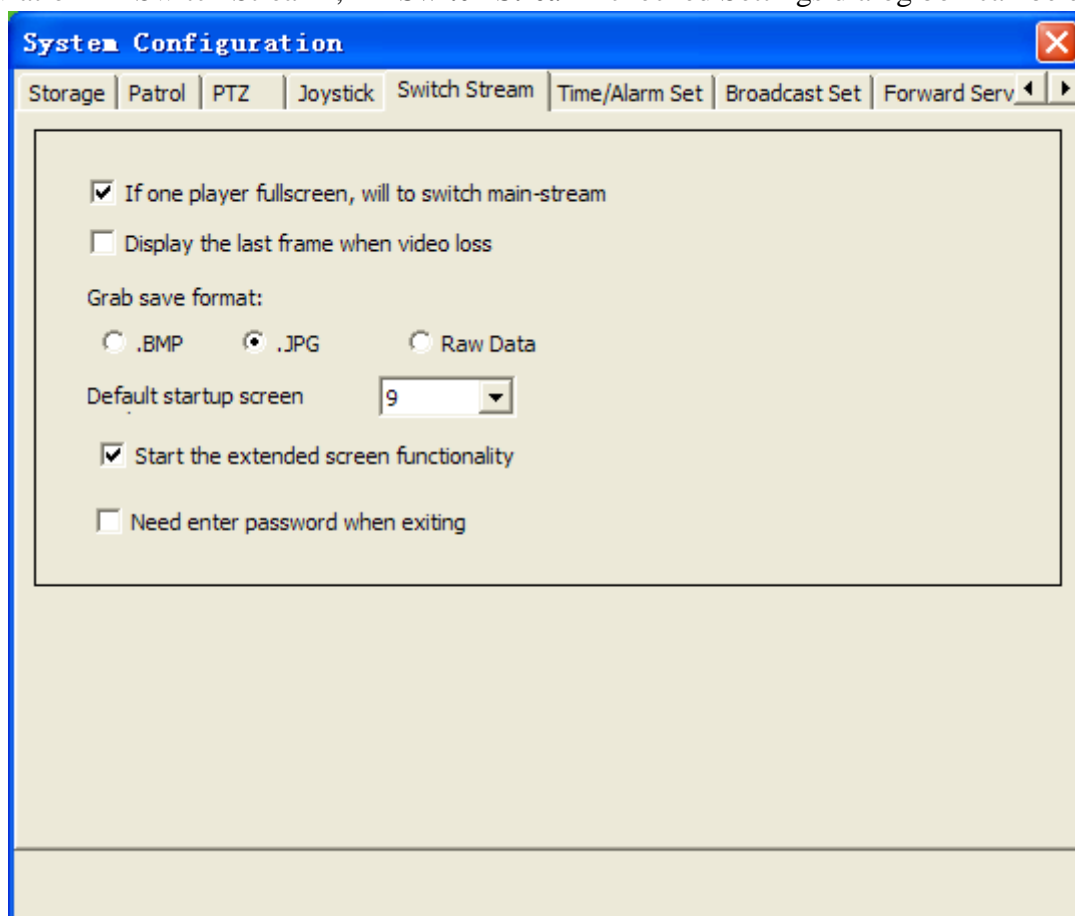 System Configuration
Storage Patrol PTZ Joystick Switch Stream Time/Alarm Set Broadcast Set Forward Serv
If one player fullscreen, will to switch main-stream
Display the last frame when video loss
Grab save format:
.BMP .JPG Raw Data
Default startup screen 9
Start the extended screen functionality
Need enter password when exiting